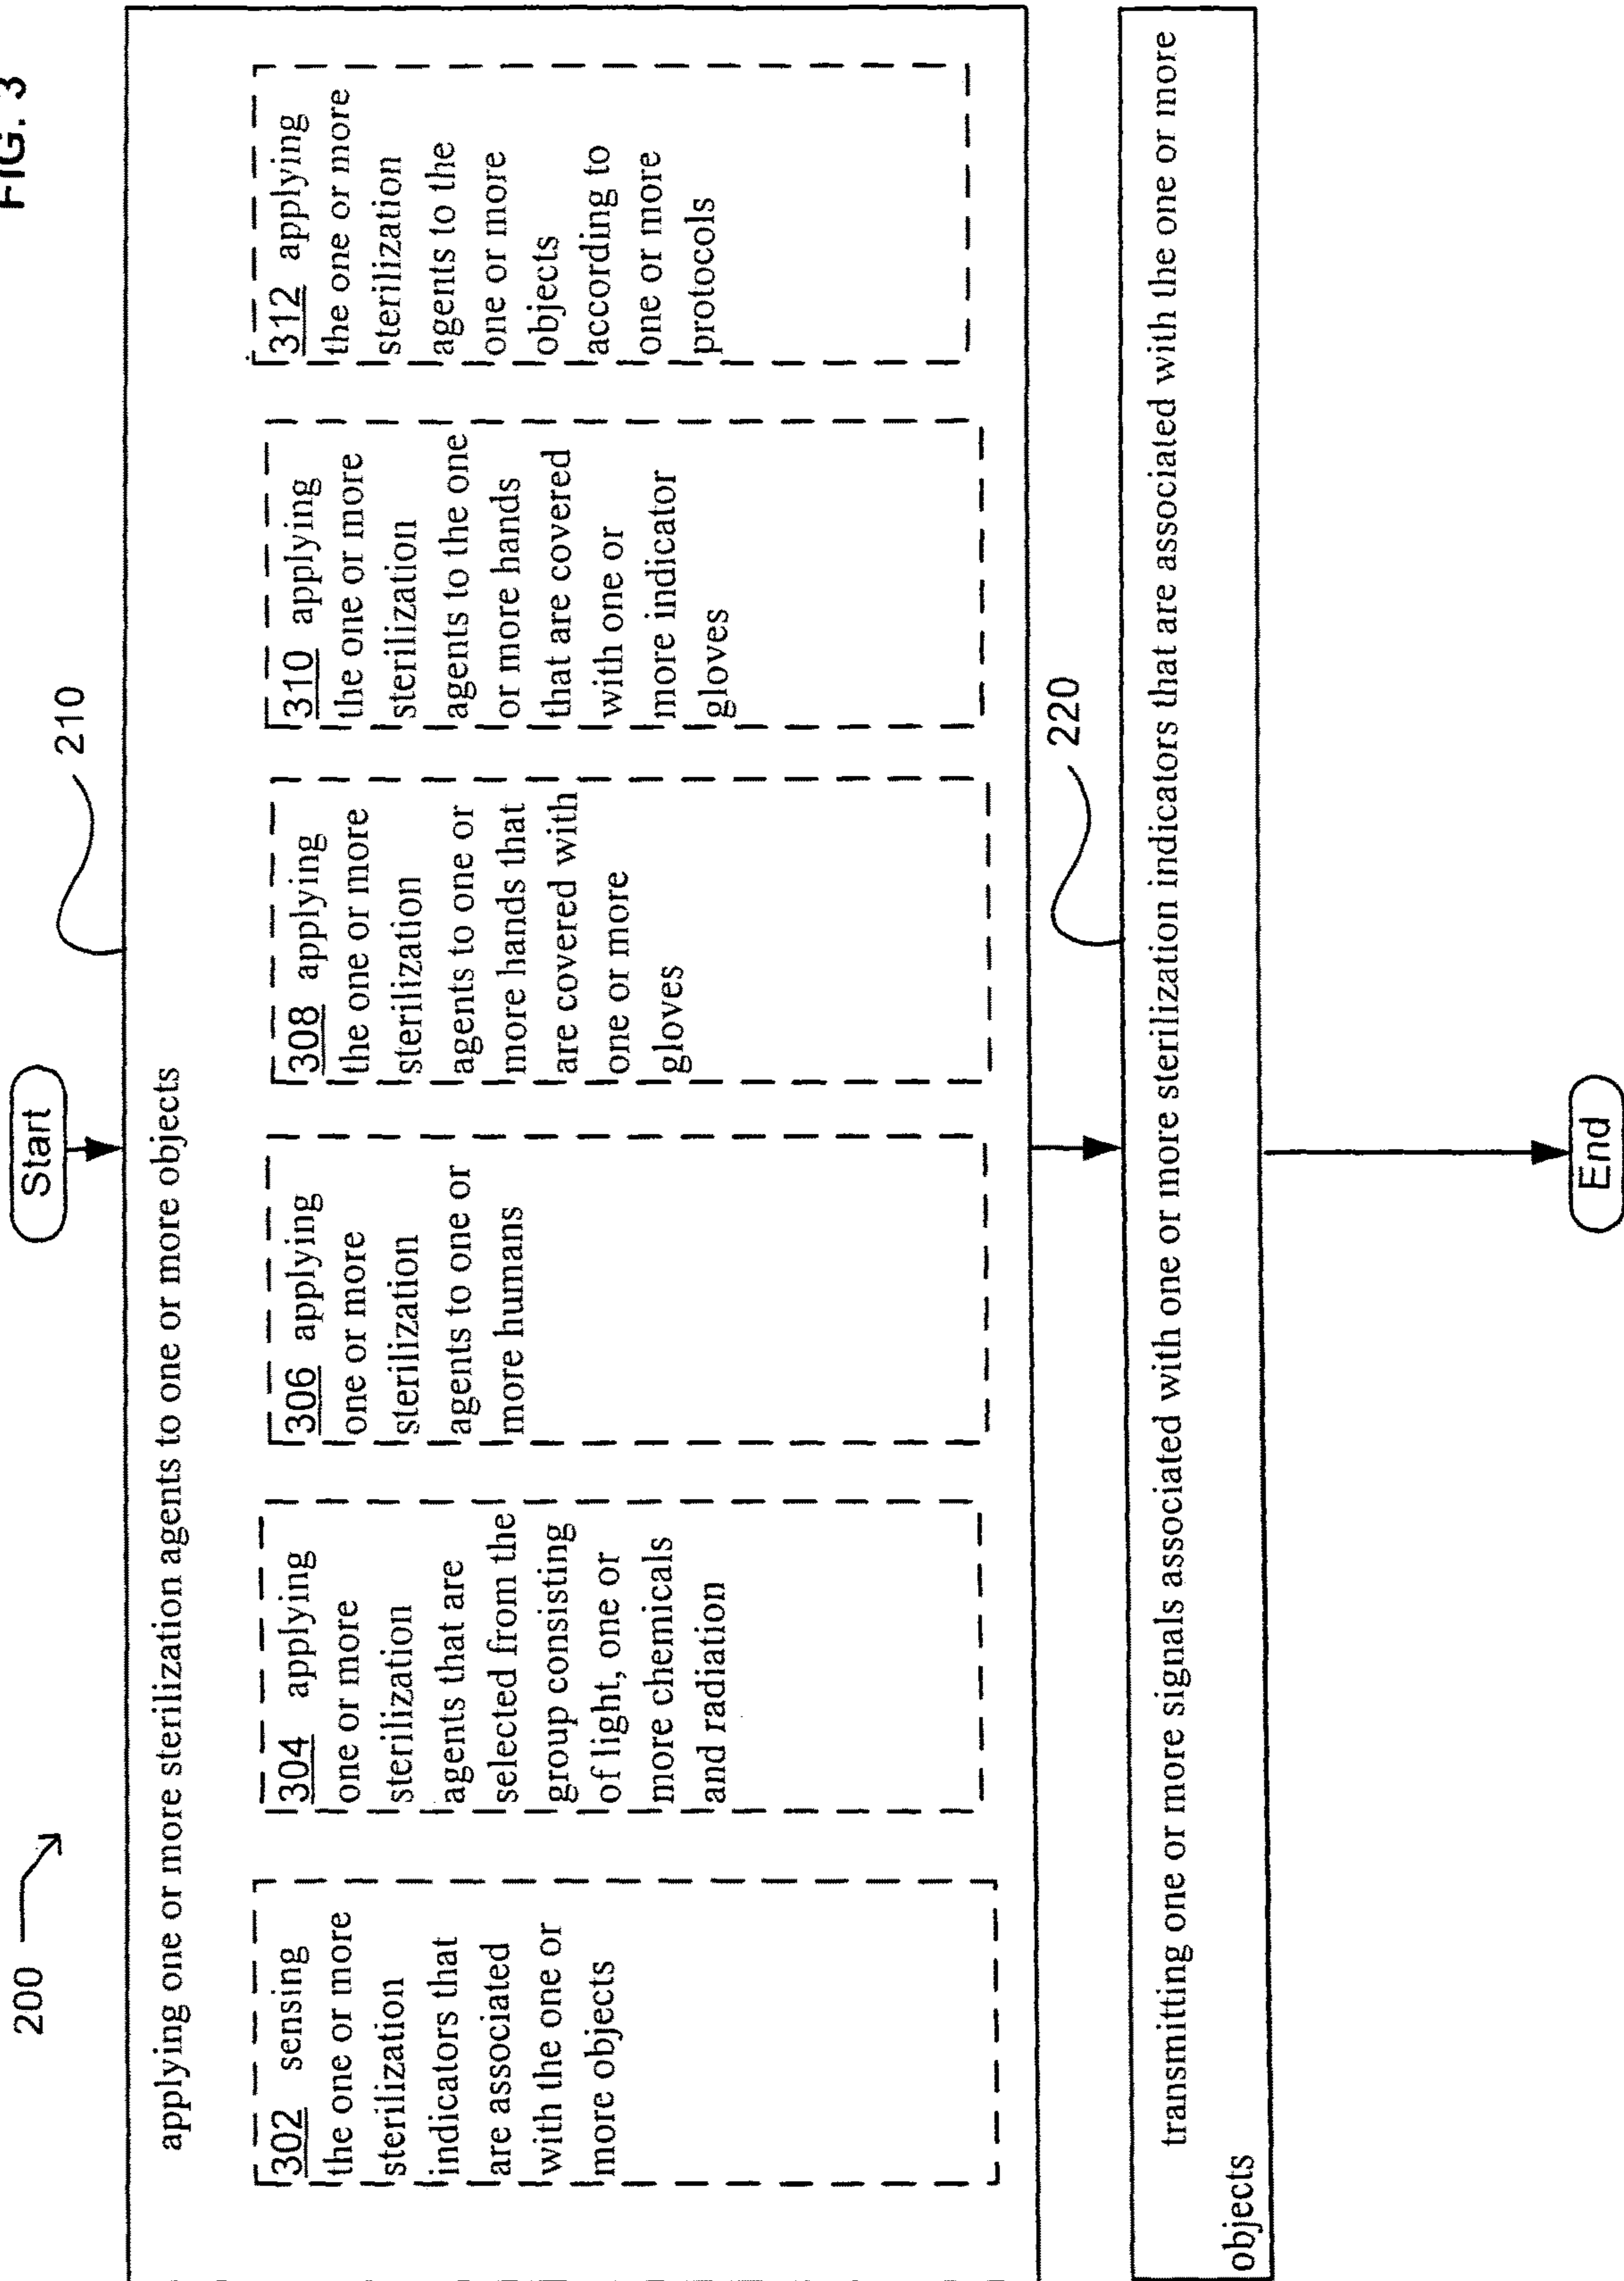 FIG. 3
200
Start
210
applying one or more sterilization agents to one or more objects
302 sensing
the one or more
sterilization
indicators that
are associated
with the one or
more objects
304 applying
one or more
sterilization
agents that are
selected from the
group consisting
of light, one or
more chemicals
and radiation
306 applying
one or more
sterilization
agents to one or
more humans
308 applying
the one or more
sterilization
agents to one or
more hands that
are covered with
one or more
gloves
310 applying
the one or more
sterilization
agents to the one
or more hands
that are covered
with one or
more indicator
gloves
312 applying
the one or more
sterilization
agents to the
one or more
objects
according to
one or more
protocols
220
transmitting one or more signals associated with one or more sterilization indicators that are associated with the one or more
objects
End